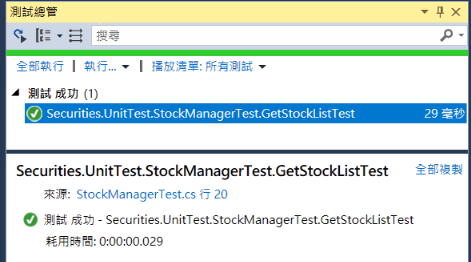 測試總管
搜尋
全部執行 | 執行... | 播放清單: 所有測試
測試 成功 (1)
Securities.UnitTest.StockManagerTest.GetStockListTest 29 毫秒
Securities.UnitTest.StockManagerTest.GetStockListTest 全部複製
來源: StockManagerTest.cs 行 20
測試 成功 - Securities.UnitTest.StockManagerTest.GetStockListTest
耗用時間: 0:00:00.029